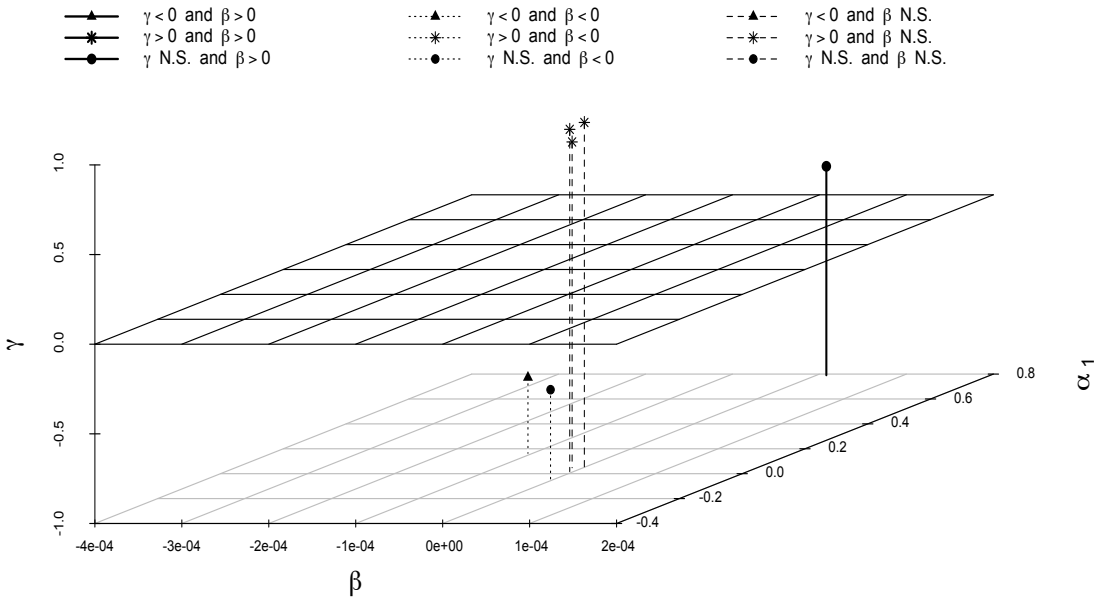 γ < 0 and β > 0
γ > 0 and β > 0
γ N.S. and β > 0
γ < 0 and β < 0
γ > 0 and β < 0
γ N.S. and β < 0
γ < 0 and β N.S.
γ > 0 and β N.S.
γ N.S. and β N.S.
1.0
0.5
0.0
-0.5
-1.0
γ
-4e-04 -3e-04 -2e-04 -1e-04 0e+00 1e-04 2e-04
β
0.8
0.6
0.4
0.2
0.0
-0.2
-0.4
α 1